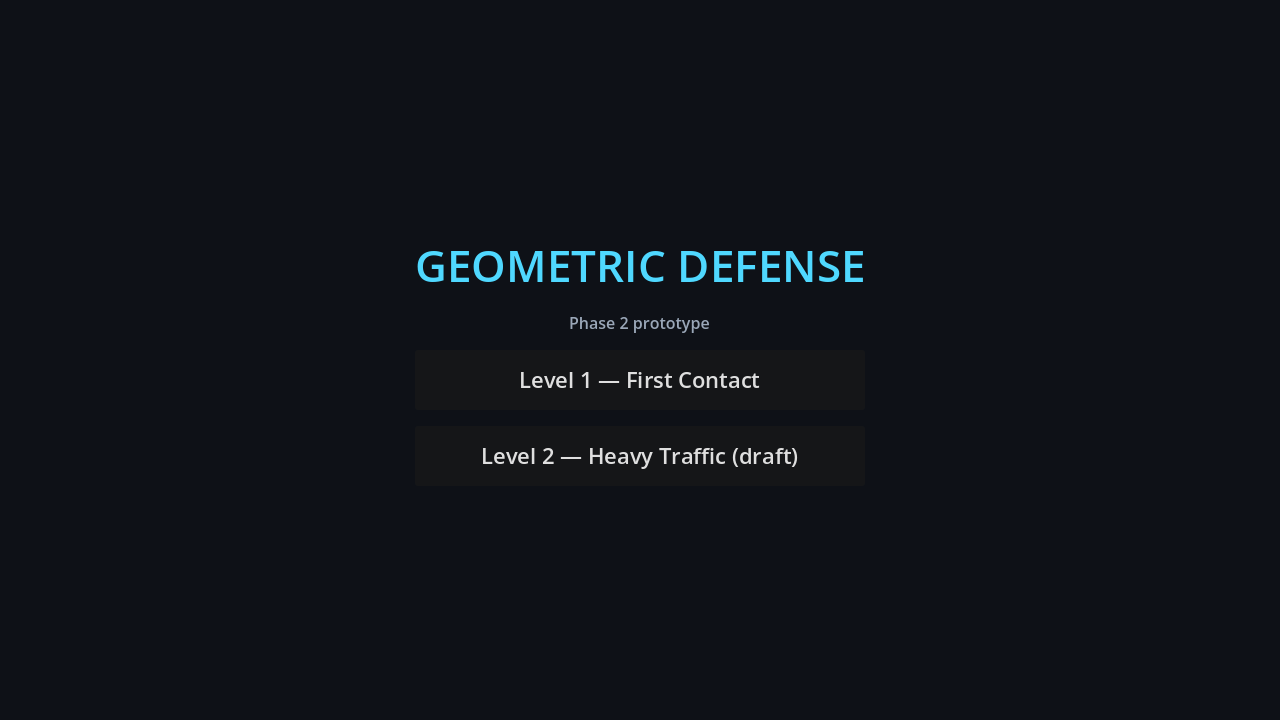 GEOMETRIC DEFENSE
Phase 2 prototype
Level 1 — First Contact
Level 2 — Heavy Traffic (draft)